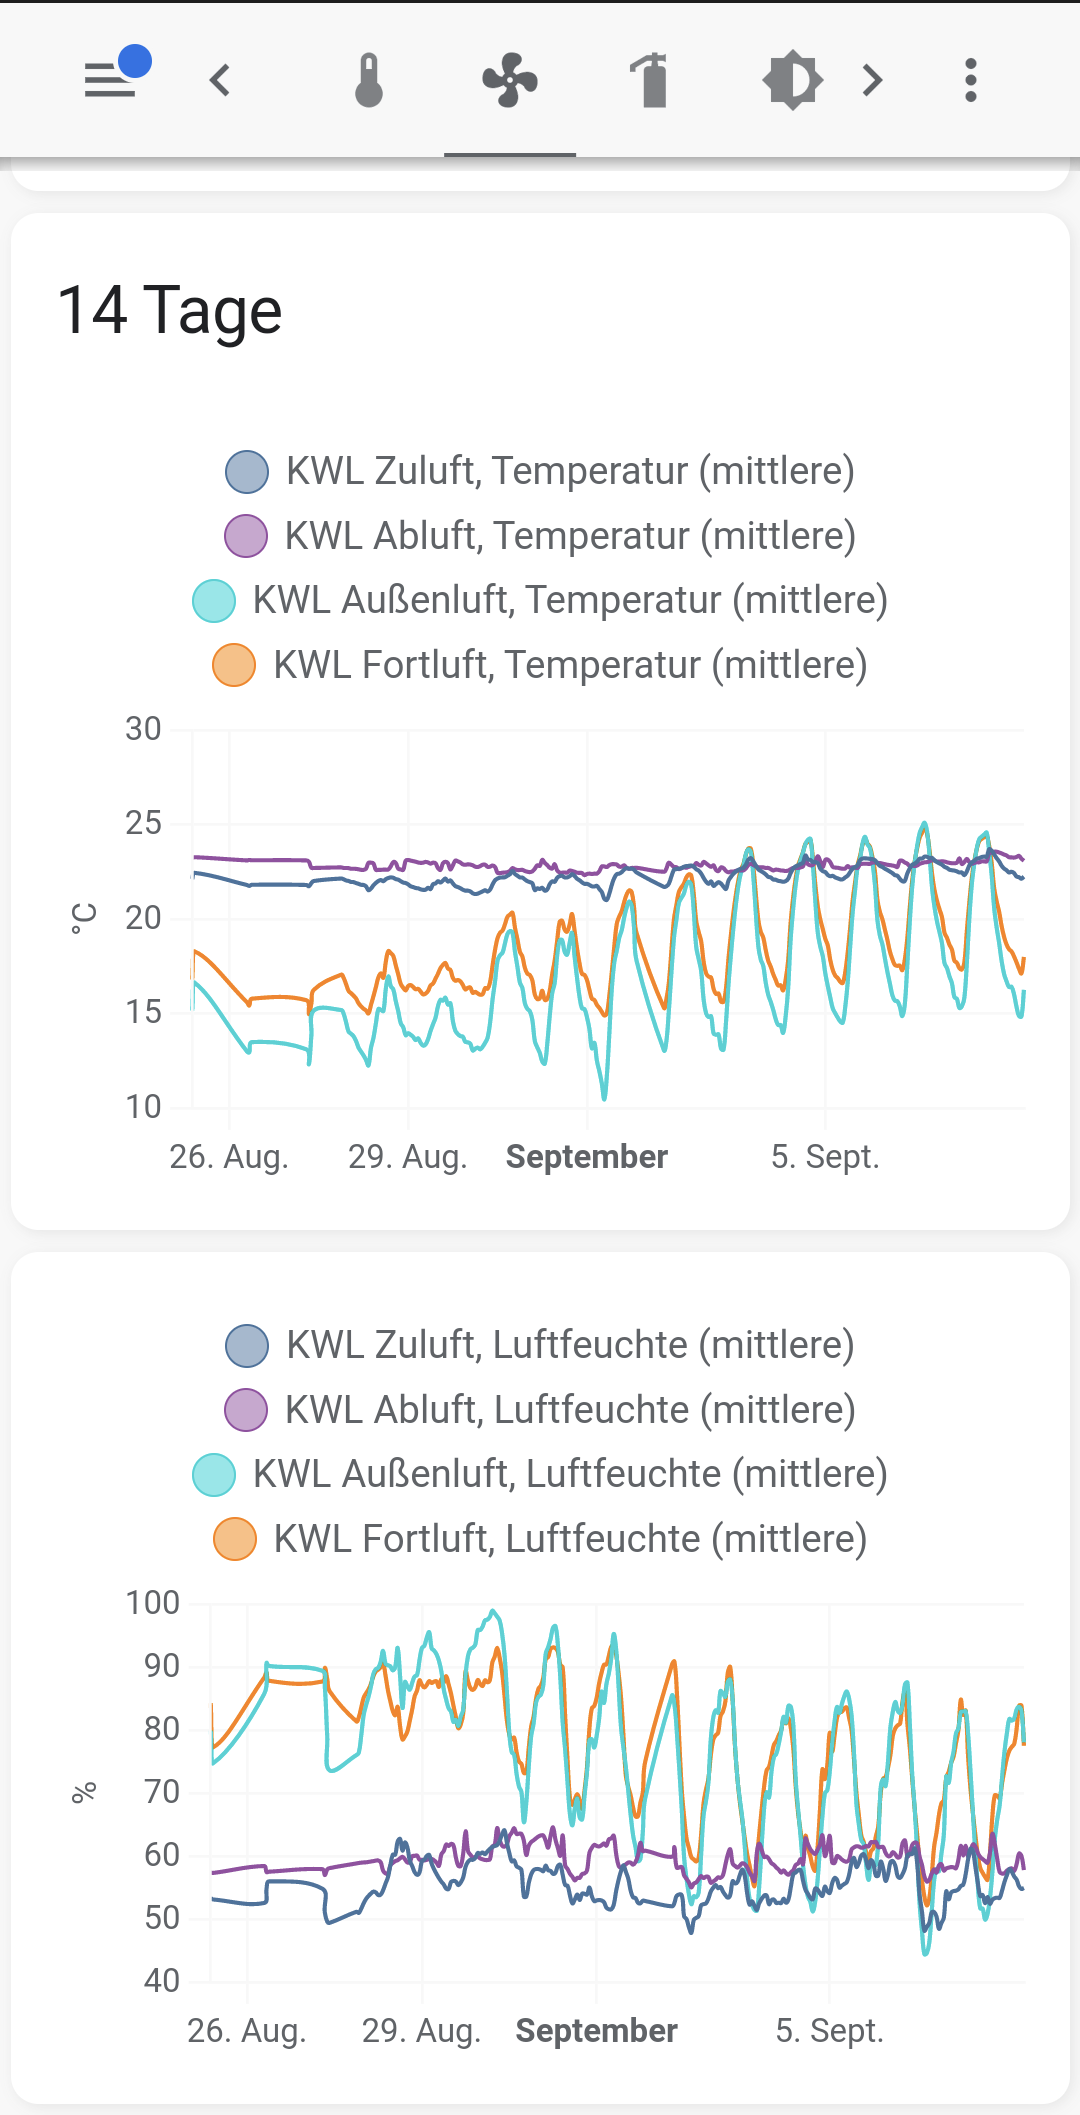 14 Tage
KWL Zuluft, Temperatur (mittlere)
KWL Abluft, Temperatur (mittlere)
KWL Außenluft, Temperatur (mittlere)
KWL Fortluft, Temperatur (mittlere)
30
25
20
15
10
°C
26. Aug. 29. Aug. September 5. Sept.
KWL Zuluft, Luftfeuchte (mittlere)
KWL Abluft, Luftfeuchte (mittlere)
KWL Außenluft, Luftfeuchte (mittlere)
KWL Fortluft, Luftfeuchte (mittlere)
100
90
80
70
60
50
40
%
26. Aug. 29. Aug. September 5. Sept.